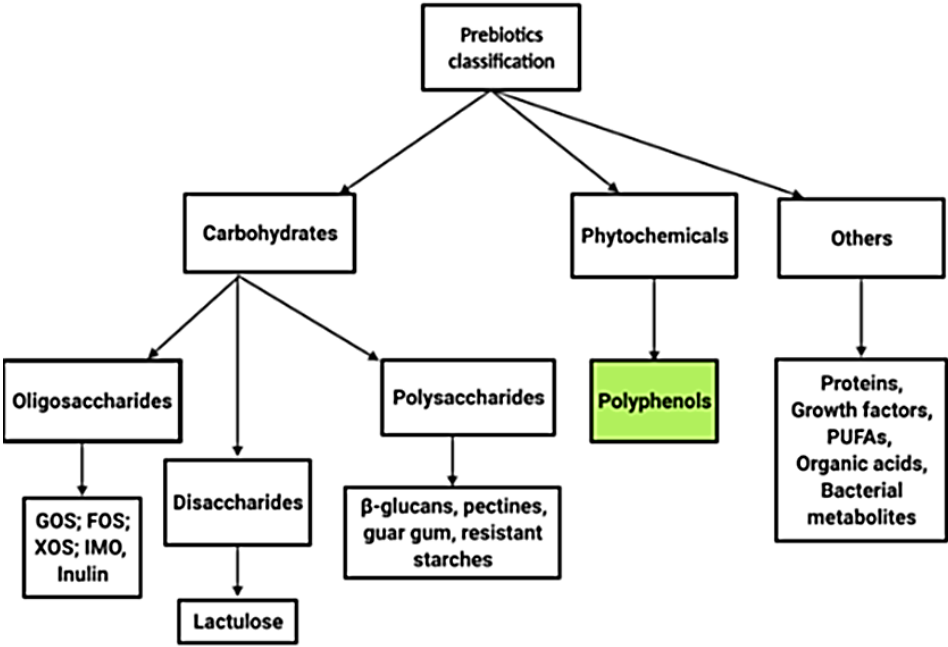 Prebiotics
classification
Carbohydrates
Phytochemicals
Others
Oligosaccharides
Polysaccharides
Polyphenols
Proteins,
Growth factors,
PUFAs,
Organic acids,
Bacterial
metabolites
Disaccharides
GOS; FOS;
XOS; IMO,
Inulin
β-glucans, pectines,
guar gum, resistant
starches
Lactulose